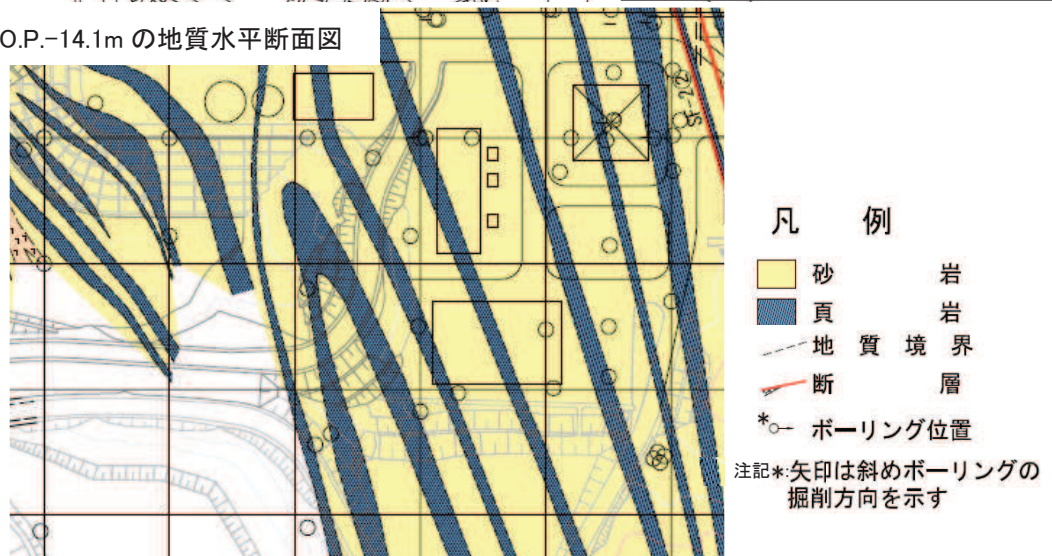 O.P.-14.1m の地質水平断面図
SF-2
凡 例
砂 岩
頁 岩
地 質 境 界
断 層
* ボーリング位置
注記*:矢印は斜めボーリングの
掘削方向を示す